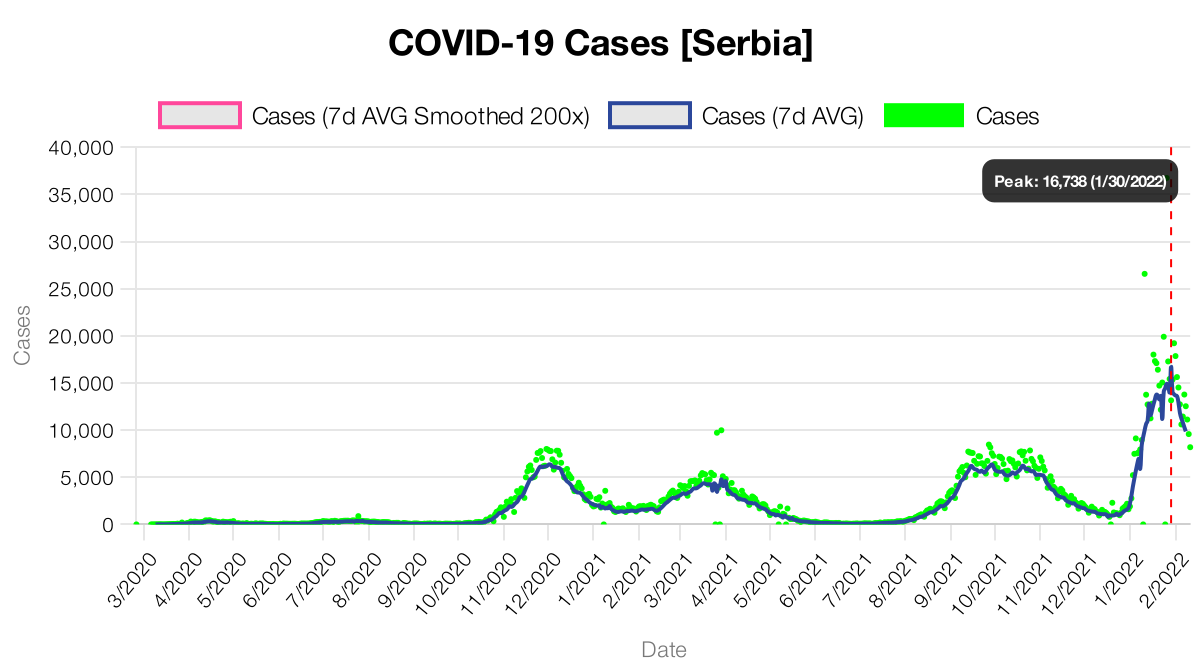 COVID-19 Cases [Serbia]
Cases (7d AVG Smoothed 200x) Cases (7d AVG) Cases
40,000
Peak: 16,738 (1/30/2022)
35,000
30,000
25,000
20,000
15,000
10,000
5,000
0
Cases
3/2020 4/2020 5/2020 6/2020 7/2020 8/2020 9/2020 10/2020 11/2020 12/2020 1/2021 2/2021 3/2021 4/2021 5/2021 6/2021 7/2021 8/2021 9/2021 10/2021 11/2021 12/2021 1/2022 2/2022
Date